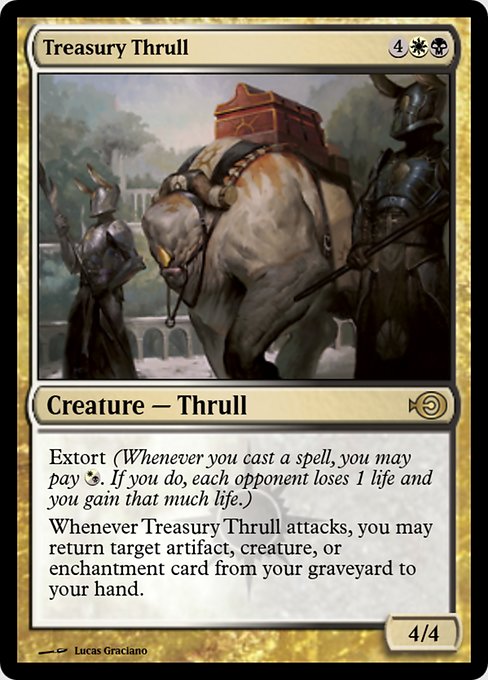 Treasury Thrull 4
Creature — Thrull
Extort (Whenever you cast a spell, you may
pay . If you do, each opponent loses 1 life and
you gain that much life.)
Whenever Treasury Thrull attacks, you may
return target artifact, creature, or
enchantment card from your graveyard to
your hand.
4/4
Lucas Graciano